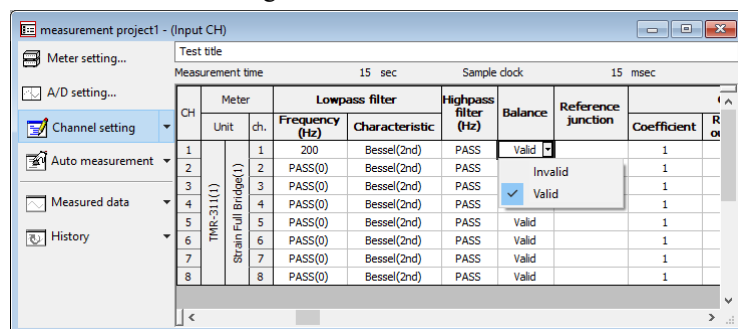 measurement project1 - (Input CH)
Meter setting...
A/D setting...
Channel setting
Auto measurement
Measured data
History
Test title
Measurement time 15 sec Sample clock 15 msec
CH Meter Lowpass filter Highpass filter (Hz) Balance Reference junction
Unit ch. Frequency (Hz) Characteristic Coefficient
TMR-311(1)
Strain Full Bridge(1)
1 1 200 Bessel(2nd) PASS Valid 1
2 2 PASS(0) Bessel(2nd) PASS 1
3 3 PASS(0) Bessel(2nd) PASS 1
4 4 PASS(0) Bessel(2nd) PASS 1
5 5 PASS(0) Bessel(2nd) PASS Valid 1
6 6 PASS(0) Bessel(2nd) PASS Valid 1
7 7 PASS(0) Bessel(2nd) PASS Valid 1
8 8 PASS(0) Bessel(2nd) PASS Valid 1
Invalid
Valid